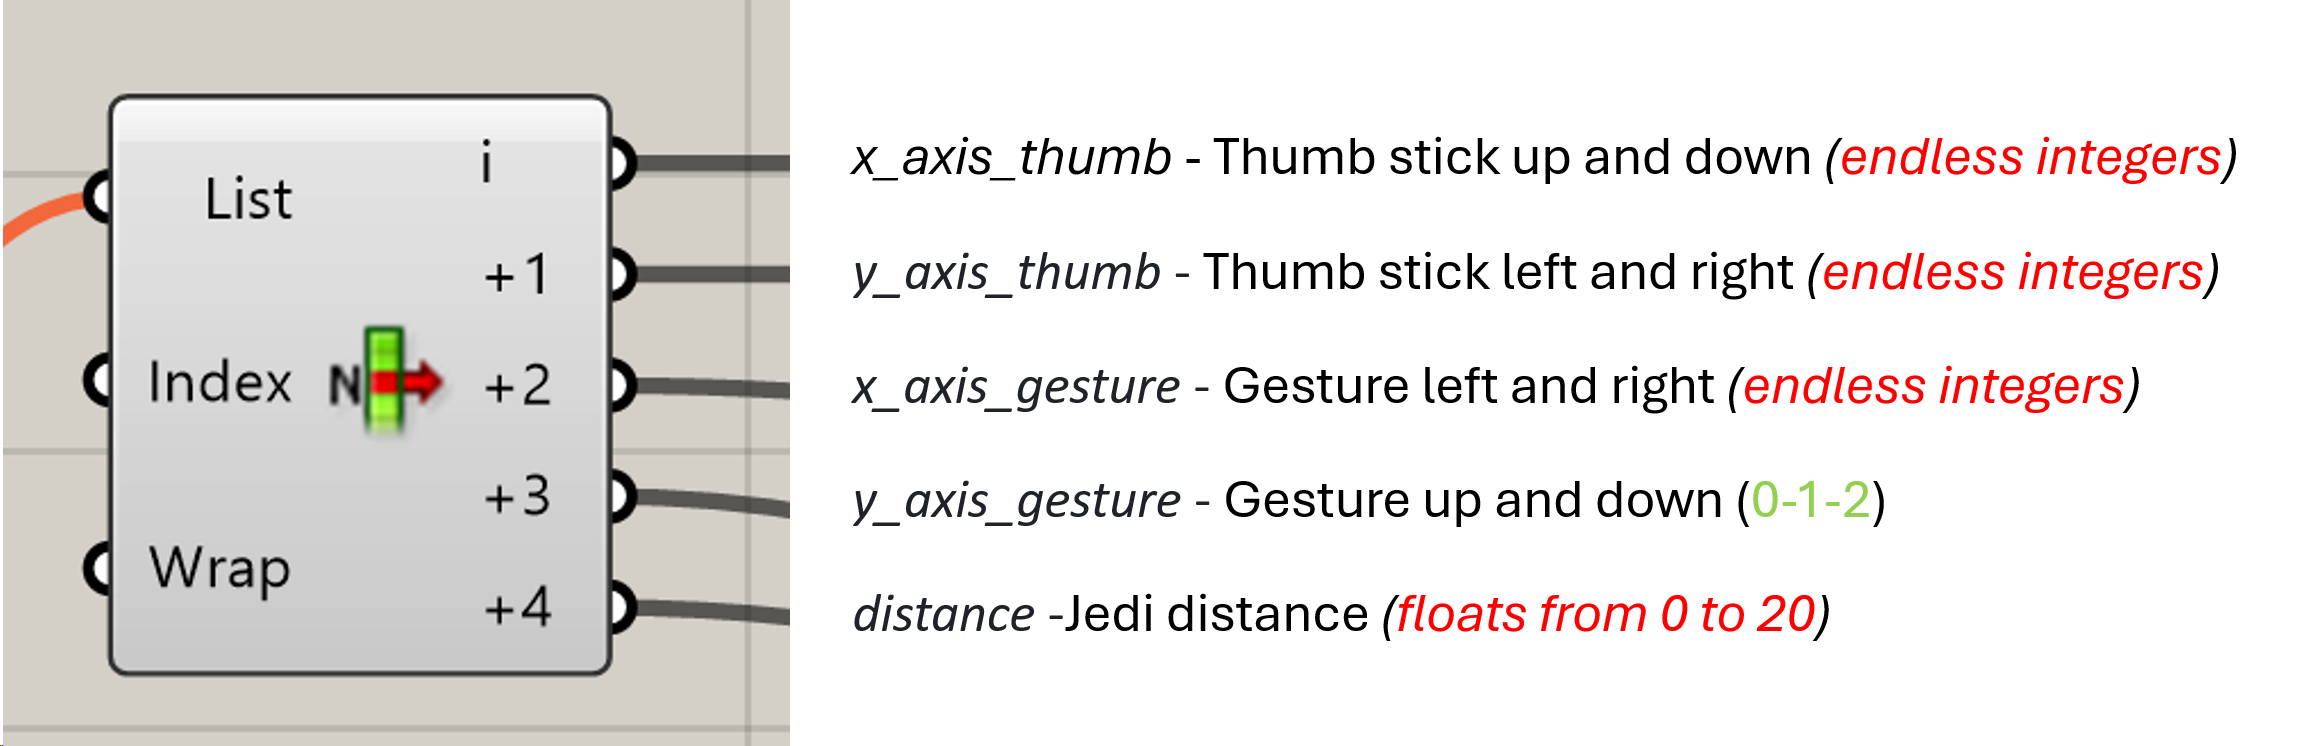 i
x_axis_thumb - Thumb stick up and down (endless integers)
List
+1
y_axis_thumb - Thumb stick left and right (endless integers)
Index
N
+2
x_axis_gesture - Gesture left and right (endless integers)
+3
y_axis_gesture - Gesture up and down (0-1-2)
Wrap
+4
distance -Jedi distance (floats from 0 to 20)